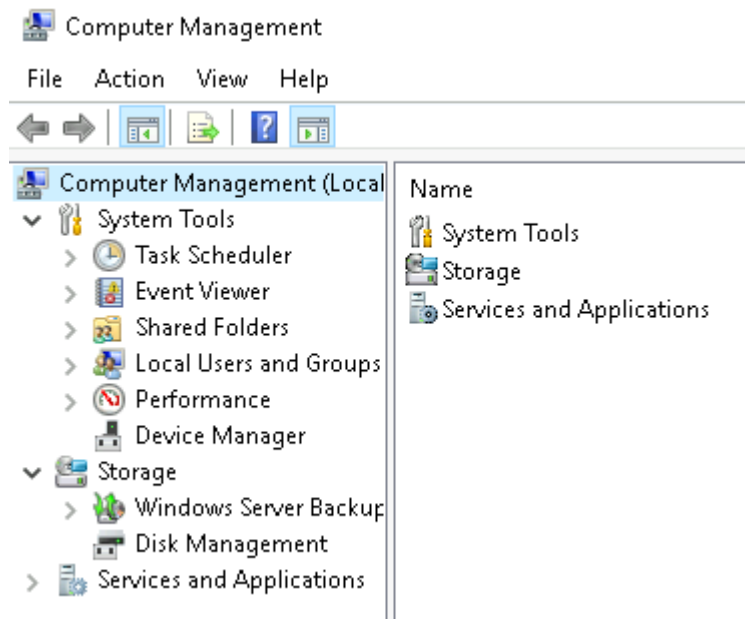 Computer Management
File Action View Help
Computer Management (Local
System Tools
Task Scheduler
Event Viewer
Shared Folders
Local Users and Groups
Performance
Device Manager
Storage
Windows Server Backup
Disk Management
Services and Applications
Name
System Tools
Storage
Services and Applications